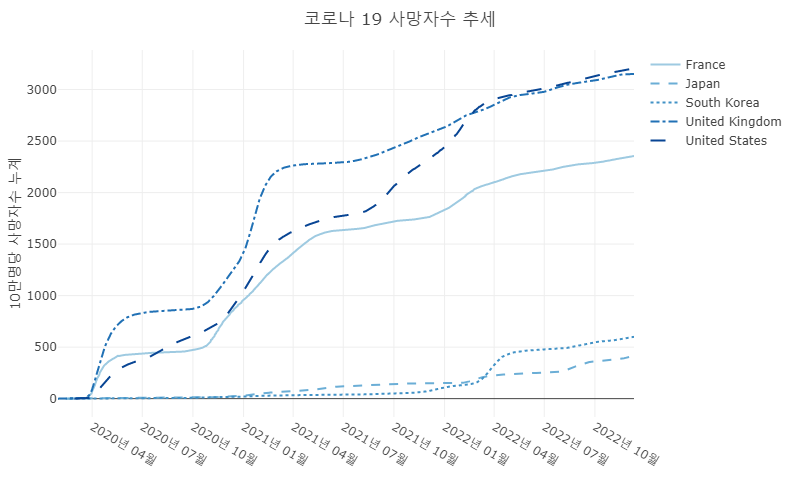 코로나 19 사망자수 추세
10만명당 사망자수 누계
3000
2500
2000
1500
1000
500
0
2020년 04월
2020년 07월
2020년 10월
2021년 01월
2021년 04월
2021년 07월
2021년 10월
2022년 01월
2022년 04월
2022년 07월
2022년 10월
France
Japan
South Korea
United Kingdom
United States